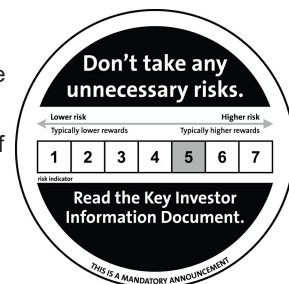 e
f
Don't take any
unnecessary risks.
Lower risk Higher risk
Typically lower rewards Typically higher rewards
1 2 3 4 5 6 7
risk indicator
Read the Key Investor
Information Document.
THIS IS A MANDATORY ANNOUNCEMENT